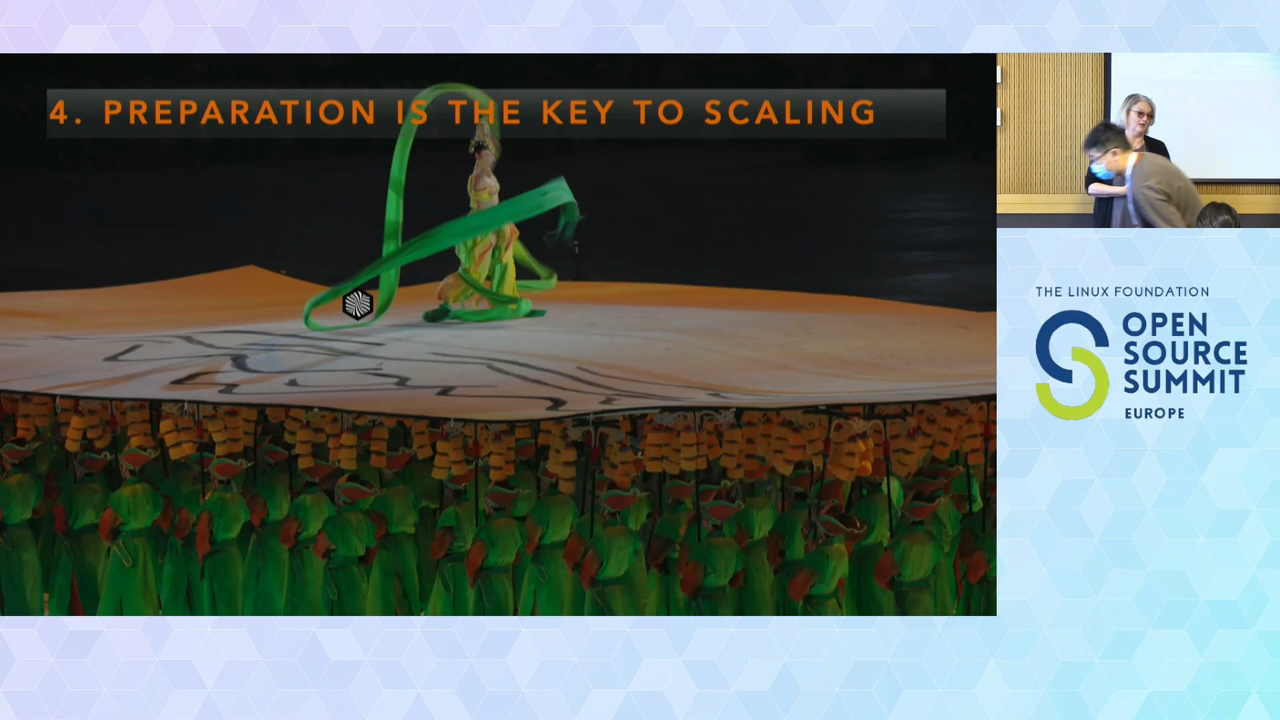 4. PREPARATION IS THE KEY TO SCALING
THE LINUX FOUNDATION
OPEN
SOURCE
SUMMIT
EUROPE